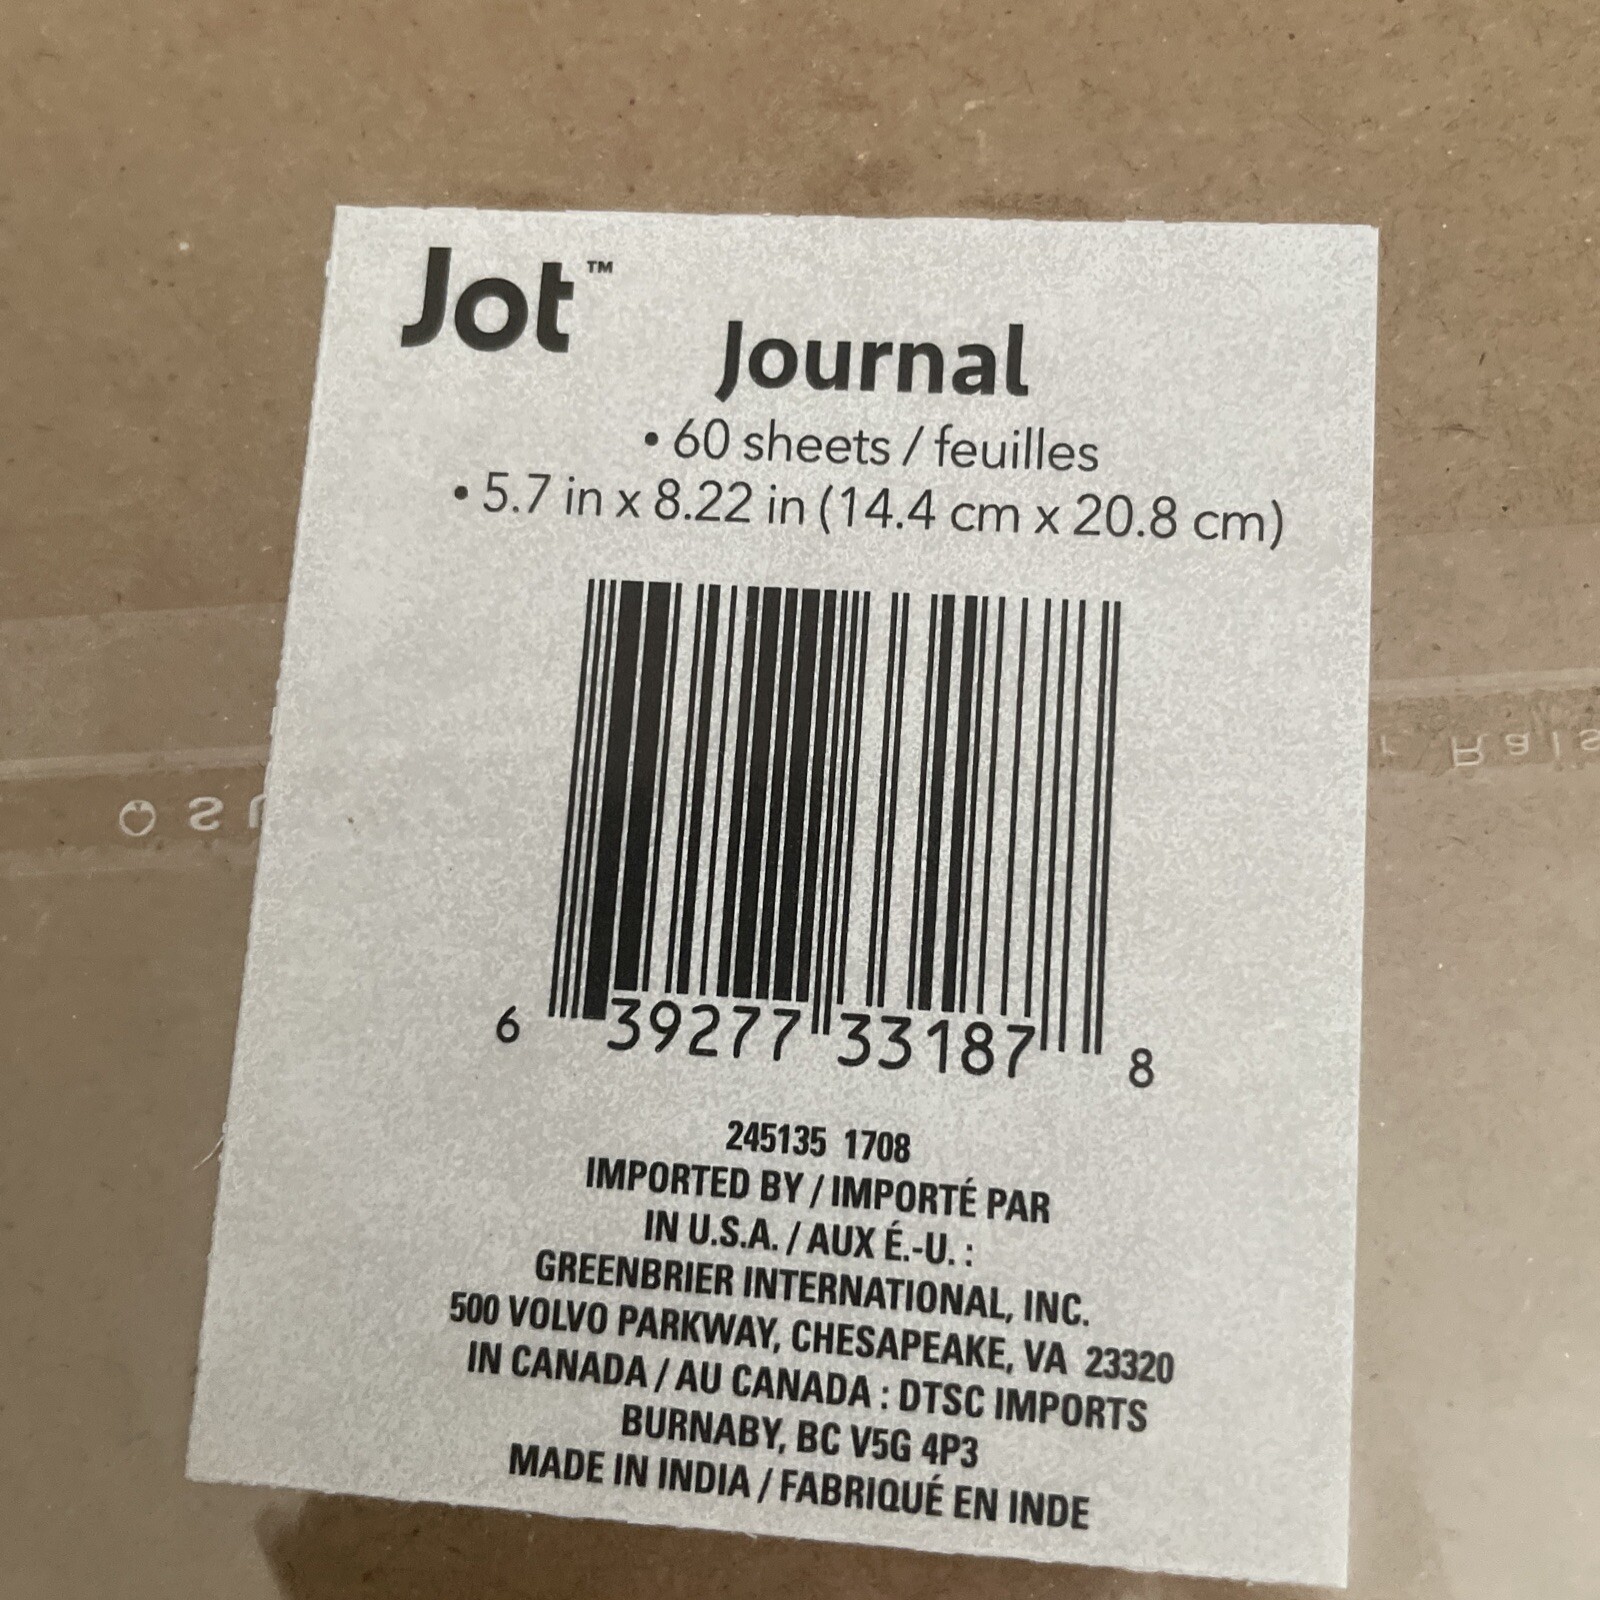 Jot™
Journal
• 60 sheets / feuilles
• 5.7 in x 8.22 in (14.4 cm x 20.8 cm)
6 39277 33187 8
245135 1708
IMPORTED BY / IMPORTÉ PAR
IN U.S.A. / AUX É.-U. :
GREENBRIER INTERNATIONAL, INC.
500 VOLVO PARKWAY, CHESAPEAKE, VA 23320
IN CANADA / AU CANADA : DTSC IMPORTS
BURNABY, BC V5G 4P3
MADE IN INDIA / FABRIQUÉ EN INDE